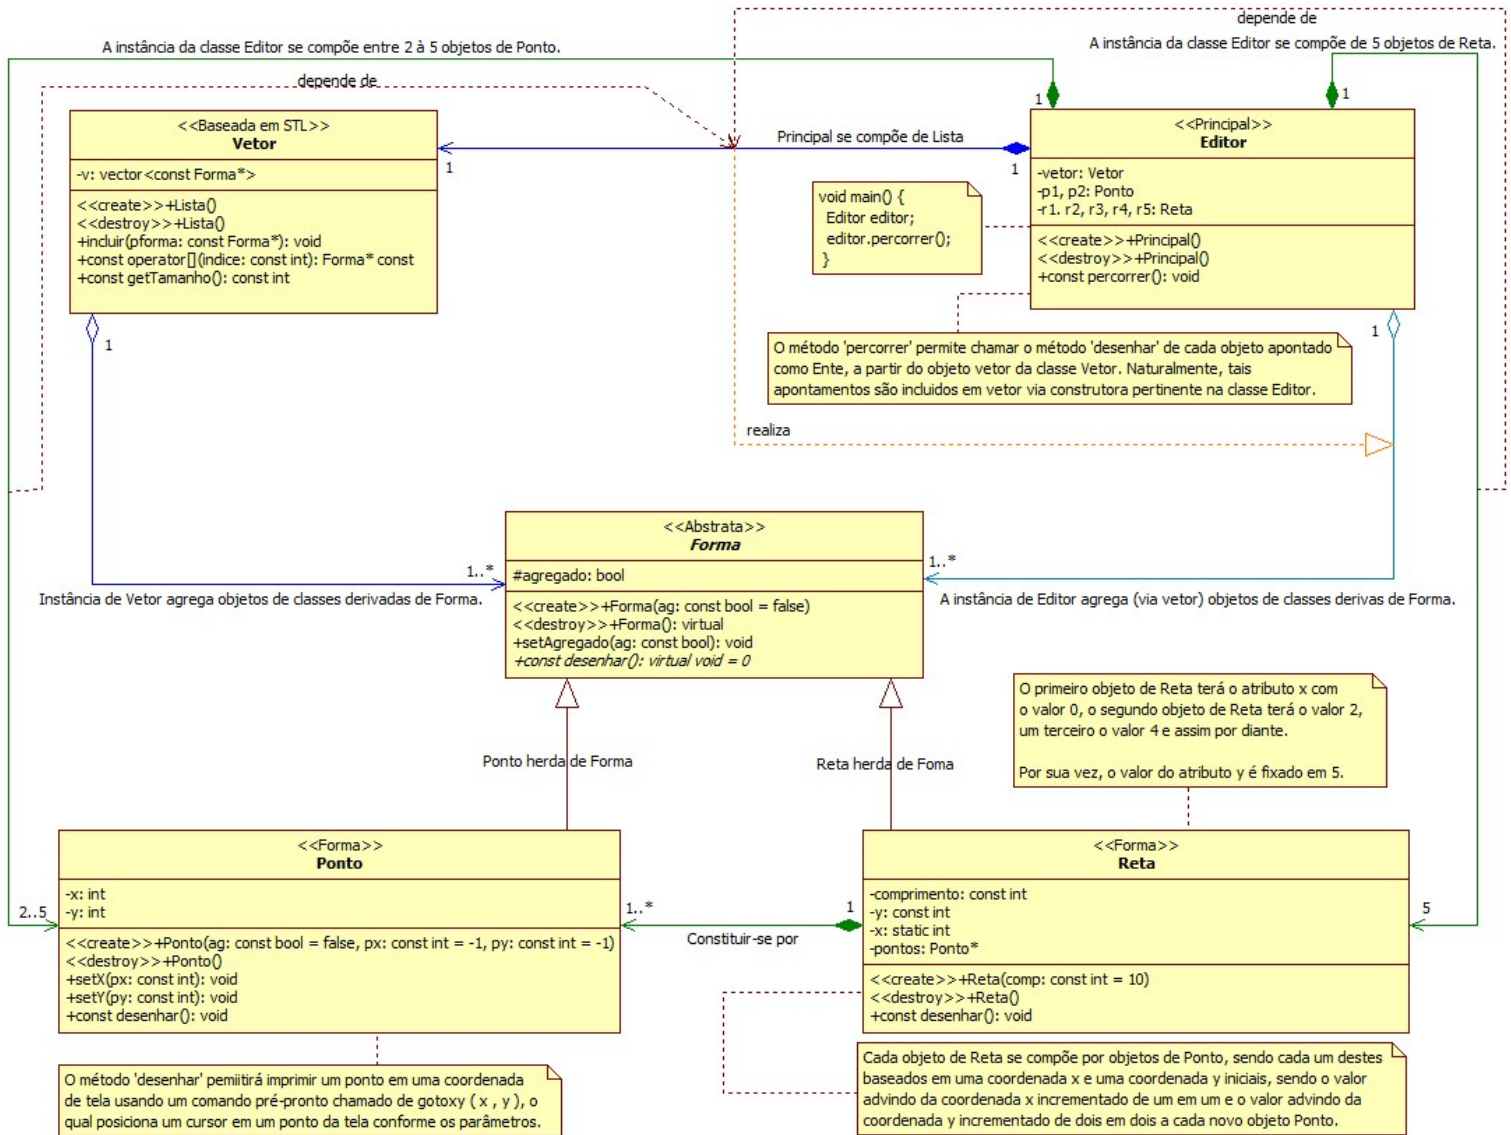 depende de
A instância da classe Editor se compõe entre 2 à 5 objetos de Ponto.
A instância da classe Editor se compõe de 5 objetos de Reta.
depende de
1
1
<<Baseada em STL>>
Vetor
-v: vector<const Forma*>
<<create>>+Lista()
<<destroy>>+Lista()
+incluir(pforma: const Forma*): void
+const operator[](indice: const int): Forma* const
+const getTamanho(): const int
1
Principal se compõe de Lista
1
<<Principal>>
Editor
-vetor: Vetor
-p1, p2: Ponto
-r1. r2, r3, r4, r5: Reta
<<create>>+Principal()
<<destroy>>+Principal()
+const percorrer(): void
void main() {
Editor editor;
editor.percorrer();
}
1
1
O método 'percorrer' permite chamar o método 'desenhar' de cada objeto apontado
como Ente, a partir do objeto vetor da classe Vetor. Naturalmente, tais
apontamentos são incluidos em vetor via construtora pertinente na classe Editor.
realiza
<<Abstrata>>
Forma
#agregado: bool
<<create>>+Forma(ag: const bool = false)
<<destroy>>+Forma(): virtual
+setAgregado(ag: const bool): void
+const desenhar(): virtual void = 0
1..*
1..*
Instância de Vetor agrega objetos de classes derivadas de Forma.
A instância de Editor agrega (via vetor) objetos de classes derivas de Forma.
O primeiro objeto de Reta terá o atributo x com
o valor 0, o segundo objeto de Reta terá o valor 2,
um terceiro o valor 4 e assim por diante.
Por sua vez, o valor do atributo y é fixado em 5.
Ponto herda de Forma
Reta herda de Foma
<<Forma>>
Ponto
-x: int
-y: int
<<create>>+Ponto(ag: const bool = false, px: const int = -1, py: const int = -1)
<<destroy>>+Ponto()
+setX(px: const int): void
+setY(py: const int): void
+const desenhar(): void
2..5
1..*
1
Constituir-se por
<<Forma>>
Reta
-comprimento: const int
-y: const int
-x: static int
-pontos: Ponto*
<<create>>+Reta(comp: const int = 10)
<<destroy>>+Reta()
+const desenhar(): void
5
O método 'desenhar' pemiitirá imprimir um ponto em uma coordenada
de tela usando um comando pré-pronto chamado de gotoxy ( x , y ), o
qual posiciona um cursor em um ponto da tela conforme os parâmetros.
Cada objeto de Reta se compõe por objetos de Ponto, sendo cada um destes
baseados em uma coordenada x e uma coordenada y iniciais, sendo o valor
advindo da coordenada x incrementado de um em um e o valor advindo da
coordenada y incrementado de dois em dois a cada novo objeto Ponto.